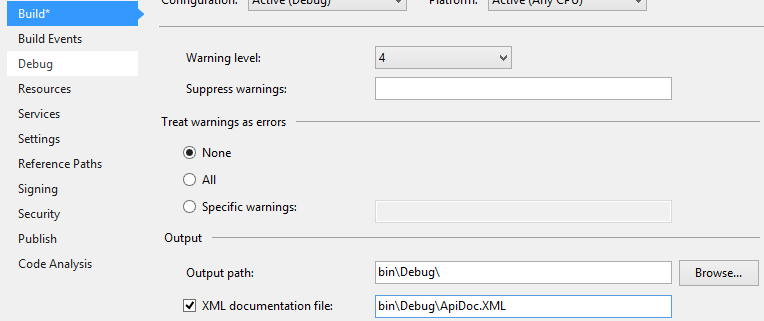 Configuration: Active (Debug) Platform: Active (Any CPU)
Build*
Build Events
Debug
Resources
Services
Settings
Reference Paths
Signing
Security
Publish
Code Analysis
Warning level: 4
Suppress warnings:
Treat warnings as errors
None
All
Specific warnings:
Output
Output path: bin\Debug\ Browse...
XML documentation file: bin\Debug\ApiDoc.XML